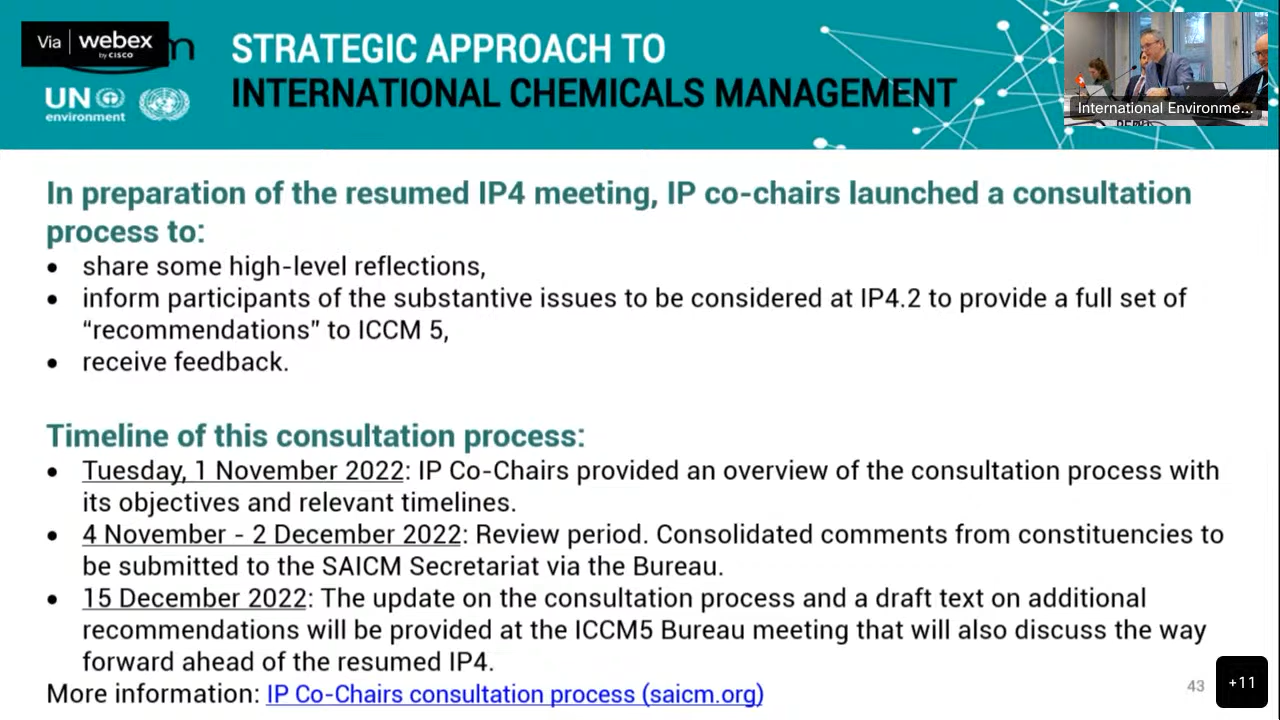 Via webex
by CISCO
m
UN
environment
STRATEGIC APPROACH TO
INTERNATIONAL CHEMICALS MANAGEMENT
International Environme...
In preparation of the resumed IP4 meeting, IP co-chairs launched a consultation
process to:
• share some high-level reflections,
• inform participants of the substantive issues to be considered at IP4.2 to provide a full set of
“recommendations” to ICCM 5,
• receive feedback.
Timeline of this consultation process:
• Tuesday, 1 November 2022: IP Co-Chairs provided an overview of the consultation process with
its objectives and relevant timelines.
• 4 November - 2 December 2022: Review period. Consolidated comments from constituencies to
be submitted to the SAICM Secretariat via the Bureau.
• 15 December 2022: The update on the consultation process and a draft text on additional
recommendations will be provided at the ICCM5 Bureau meeting that will also discuss the way
forward ahead of the resumed IP4.
More information: IP Co-Chairs consultation process (saicm.org)
43
+11